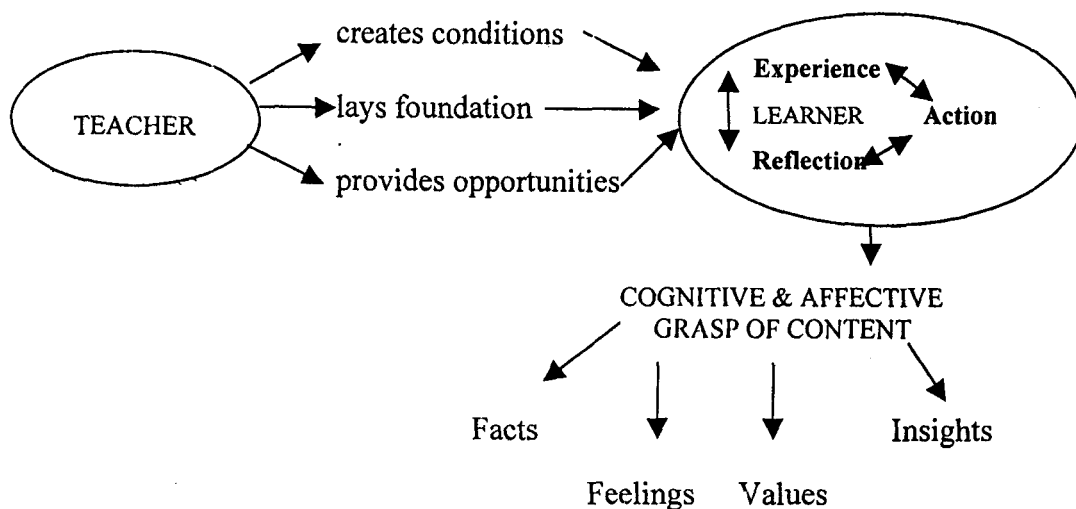 creates conditions
TEACHER
lays foundation
provides opportunities
Experience
LEARNER
Action
Reflection
COGNITIVE & AFFECTIVE
GRASP OF CONTENT
Facts
Insights
Feelings
Values